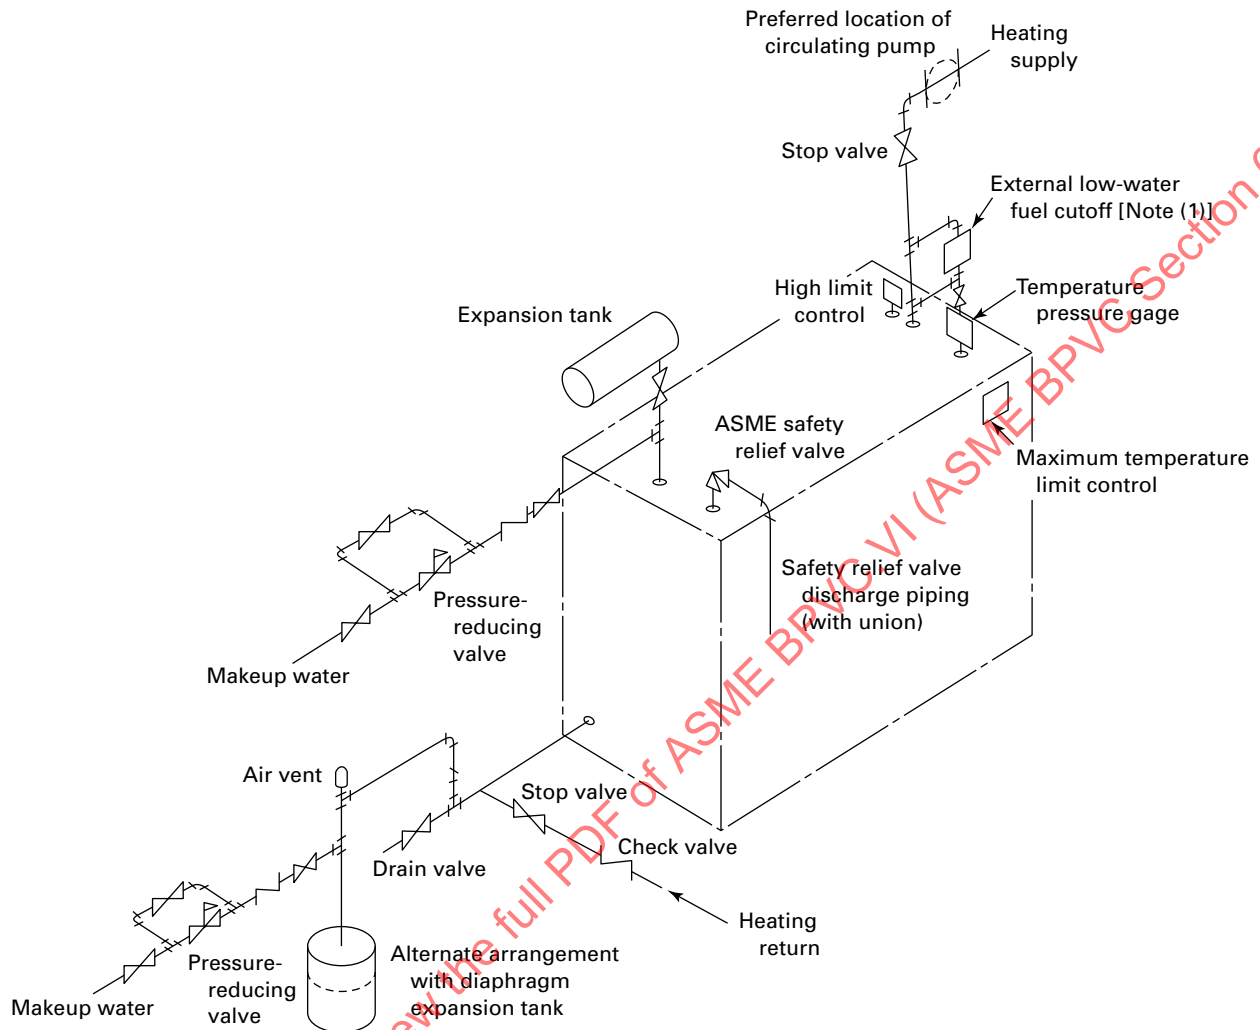 Preferred location of
circulating pump
Heating
supply
Stop valve
External low-water
fuel cutoff [Note (1)]
High limit
control
Temperature
pressure gage
Expansion tank
ASME safety
relief valve
Maximum temperature
limit control
Safety relief valve
discharge piping
(with union)
Pressure-
reducing
valve
Makeup water
Air vent
Stop valve
Drain valve
Check valve
Heating
return
Pressure-
reducing
valve
Makeup water
Alternate arrangement
with diaphragm
expansion tank
ew the full PDF of ASME BPVC.VI (ASME BPVC Section